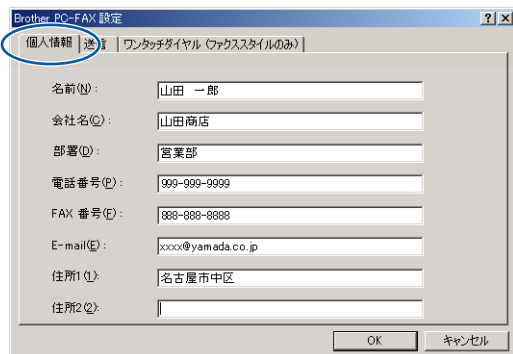 Brother PC-FAX 設定
個人情報 送信 ワンタッチダイヤル (ファクススタイルのみ)
名前(N): 山田 一郎
会社名(C): 山田商店
部署(D): 営業部
電話番号(P): 999-999-9999
FAX 番号(F): 888-888-8888
E-mail(E): xxxx@yamada.co.jp
住所1(1): 名古屋市中区
住所2(2):
OK キャンセル